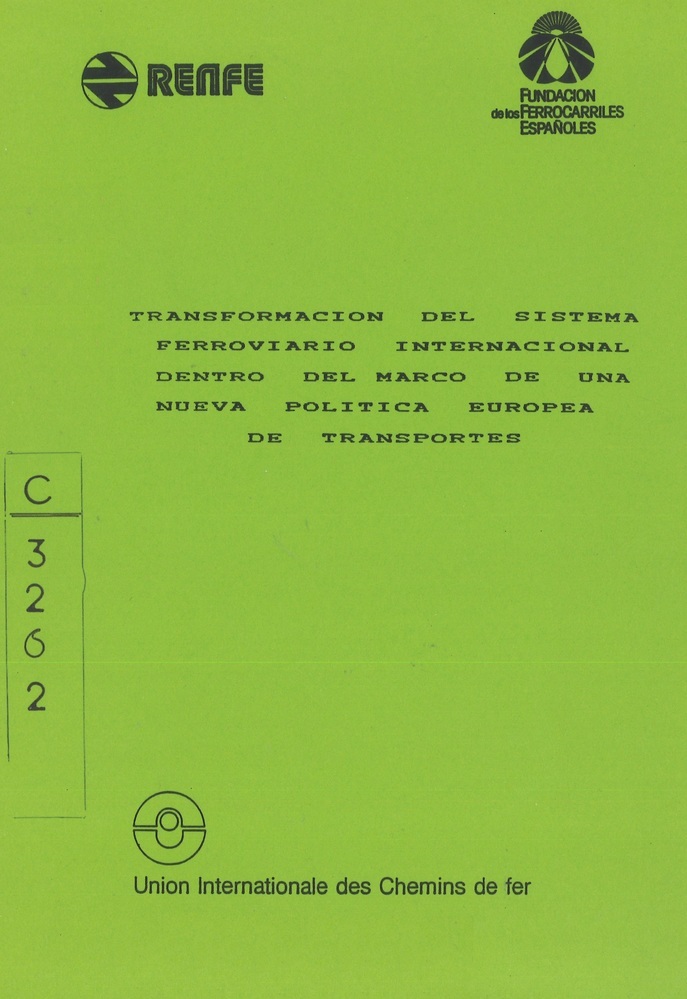 RENFE
FUNDACION
de los FERROCARRILES
ESPAÑOLES
TRANSFORMACION DEL SISTEMA
FERROVIARIO INTERNACIONAL
DENTRO DEL MARCO DE UNA
NUEVA POLITICA EUROPEA
DE TRANSPORTES
C
3
2
6
2
Union Internationale des Chemins de fer